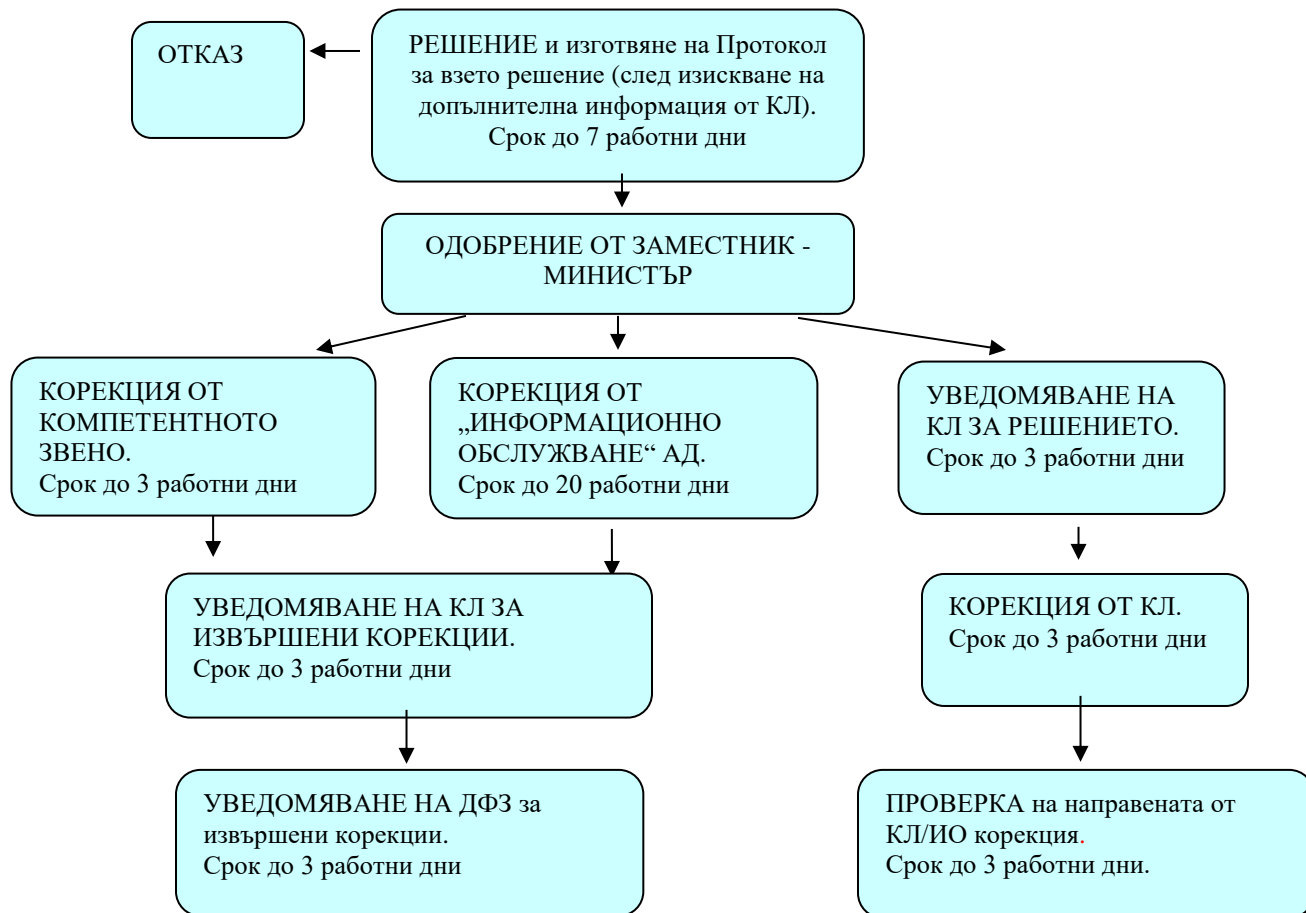 ОТКАЗ
РЕШЕНИЕ и изготвяне на Протокол
за взето решение (след изискване на
допълнителна информация от КЛ).
Срок до 7 работни дни
ОДОБРЕНИЕ ОТ ЗАМЕСТНИК -
МИНИСТЪР
КОРЕКЦИЯ ОТ
КОМПЕТЕНТНОТО
ЗВЕНО.
Срок до 3 работни дни
КОРЕКЦИЯ ОТ
„ИНФОРМАЦИОННО
ОБСЛУЖВАНЕ“ АД.
Срок до 20 работни дни
УВЕДОМЯВАНЕ НА
КЛ ЗА РЕШЕНИЕТО.
Срок до 3 работни дни
УВЕДОМЯВАНЕ НА КЛ ЗА
ИЗВЪРШЕНИ КОРЕКЦИИ.
Срок до 3 работни дни
КОРЕКЦИЯ ОТ КЛ.
Срок до 3 работни дни
УВЕДОМЯВАНЕ НА ДФЗ за
извършени корекции.
Срок до 3 работни дни
ПРОВЕРКА на направената от
КЛ/ИО корекция.
Срок до 3 работни дни.